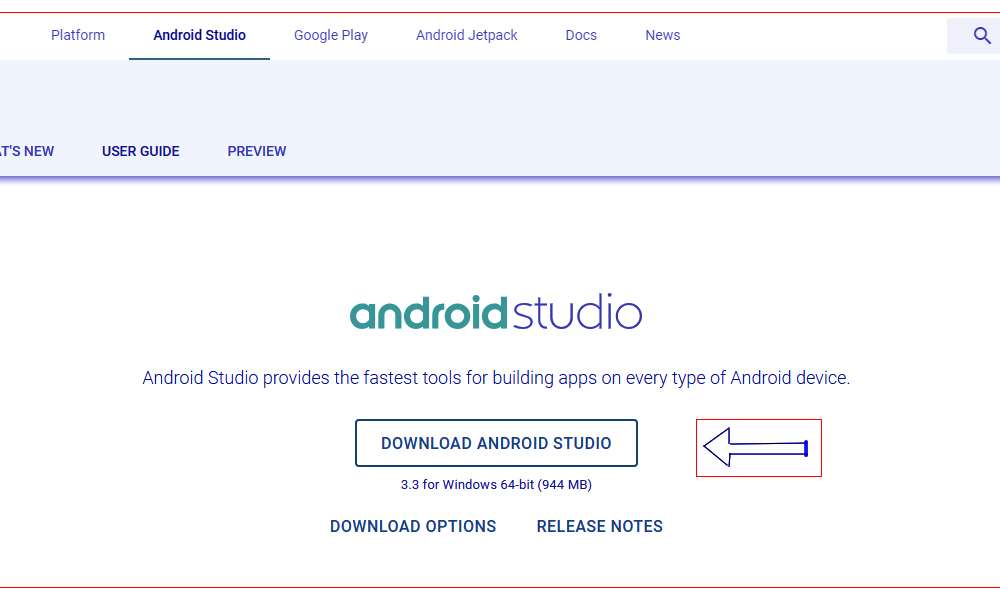 Platform Android Studio Google Play Android Jetpack Docs News
AT'S NEW USER GUIDE PREVIEW
androidstudio
Android Studio provides the fastest tools for building apps on every type of Android device.
DOWNLOAD ANDROID STUDIO
3.3 for Windows 64-bit (944 MB)
DOWNLOAD OPTIONS RELEASE NOTES